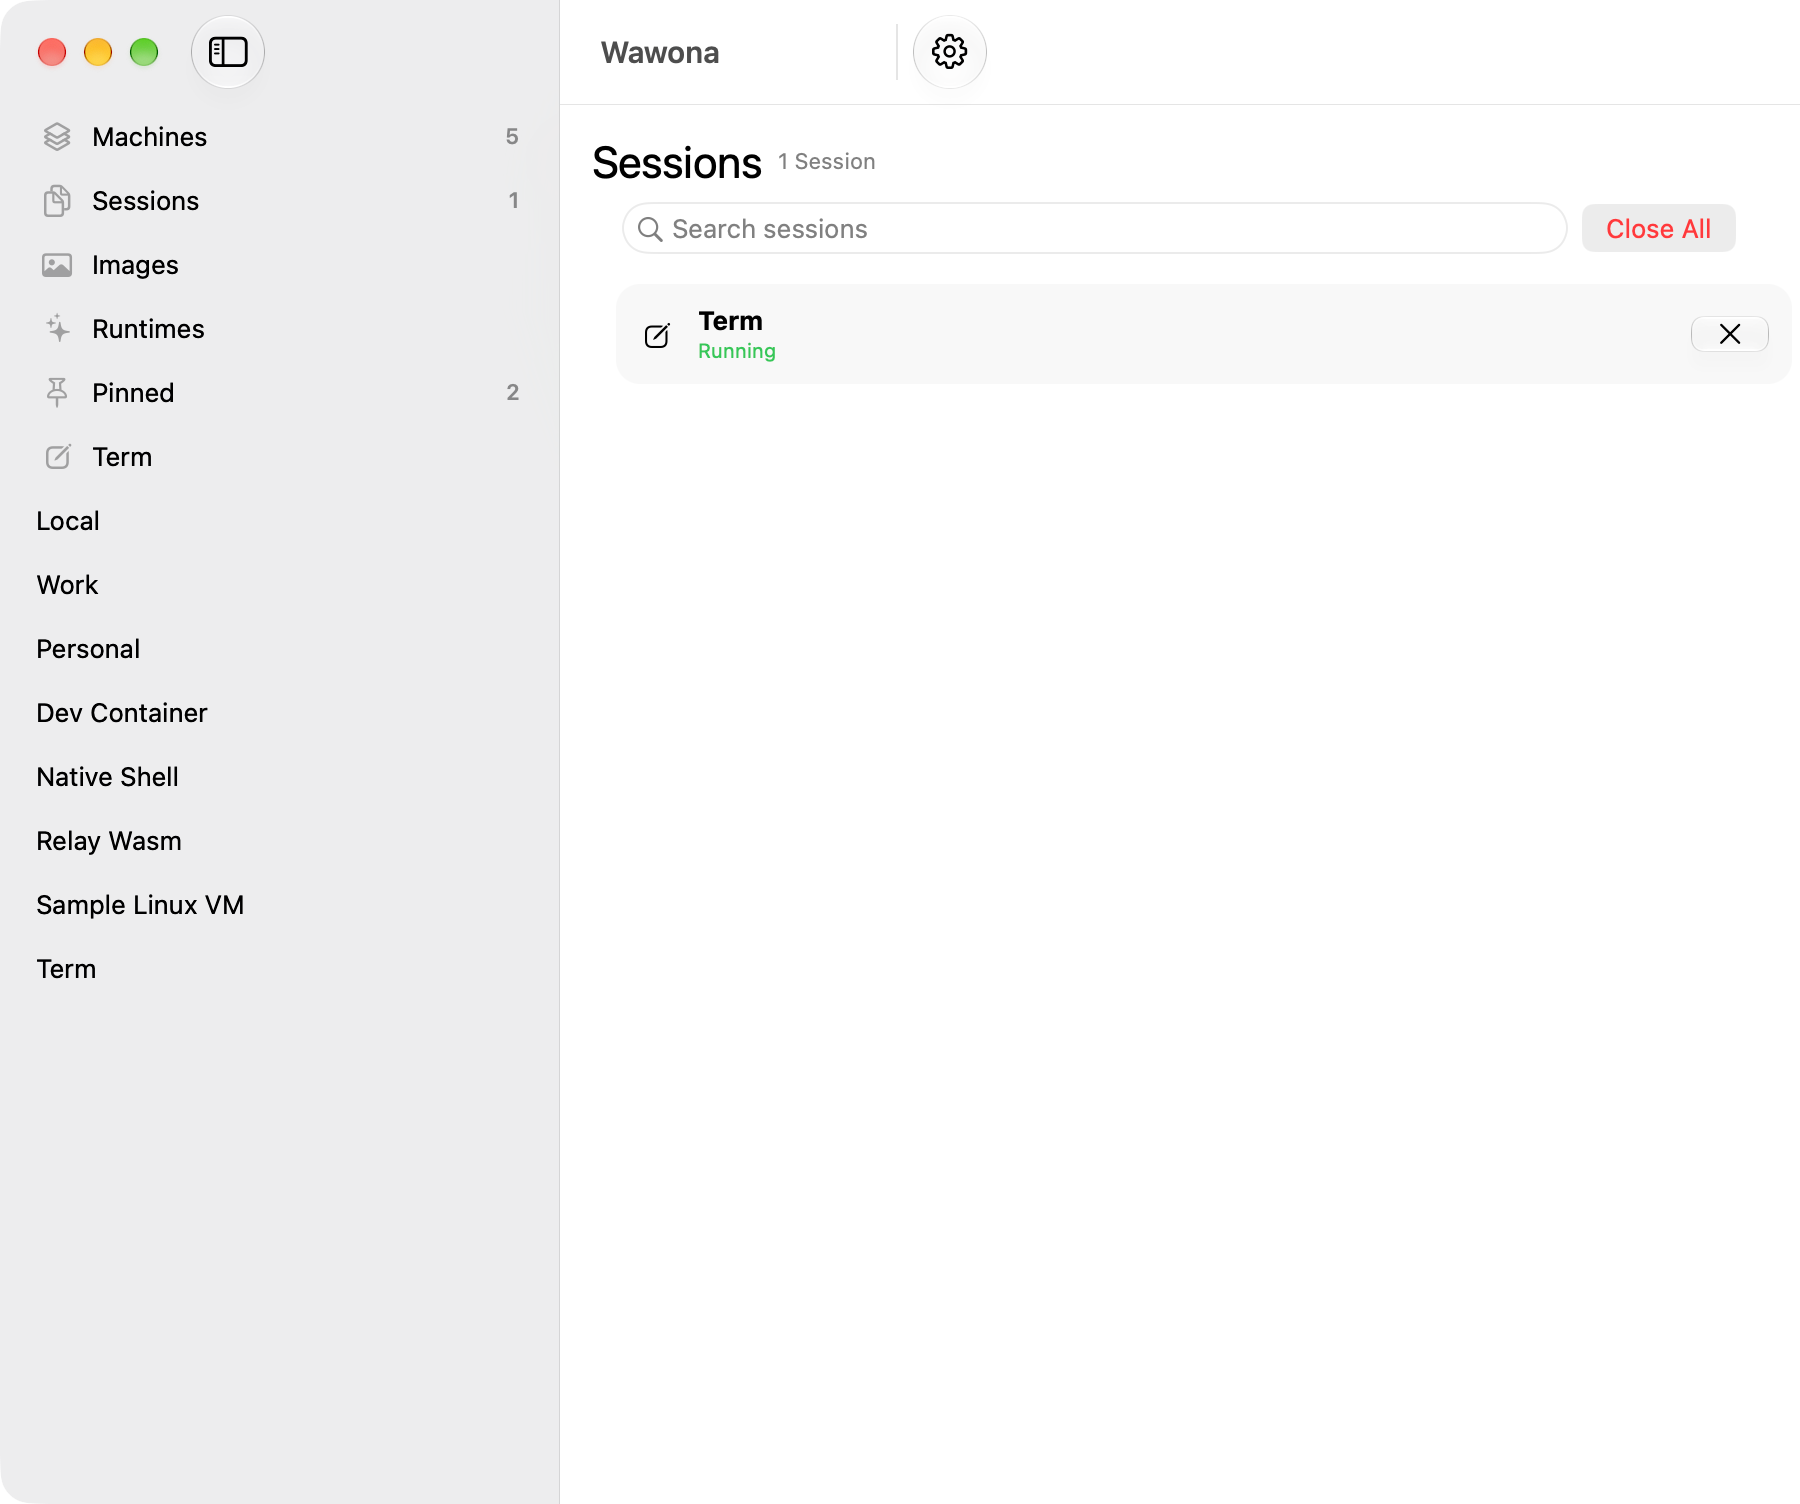 Wawona
Machines 5
Sessions 1
Images
Runtimes
Pinned 2
Term
Local
Work
Personal
Dev Container
Native Shell
Relay Wasm
Sample Linux VM
Term
Sessions 1 Session
Search sessions
Close All
Term
Running